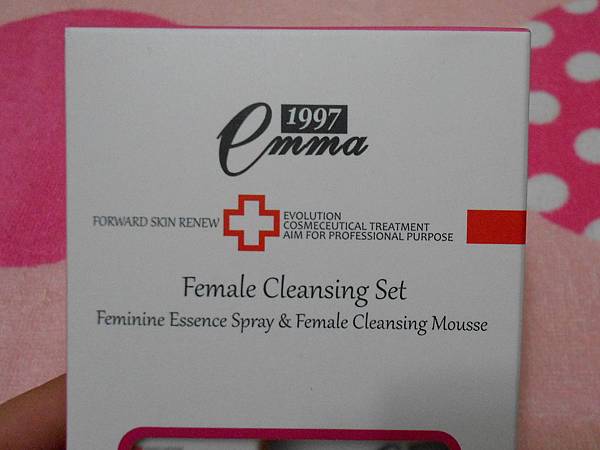 1997
emma
FORWARD SKIN RENEW
EVOLUTION
COSMECEUTICAL TREATMENT
AIM FOR PROFESSIONAL PURPOSE
Female Cleansing Set
Feminine Essence Spray & Female Cleansing Mousse